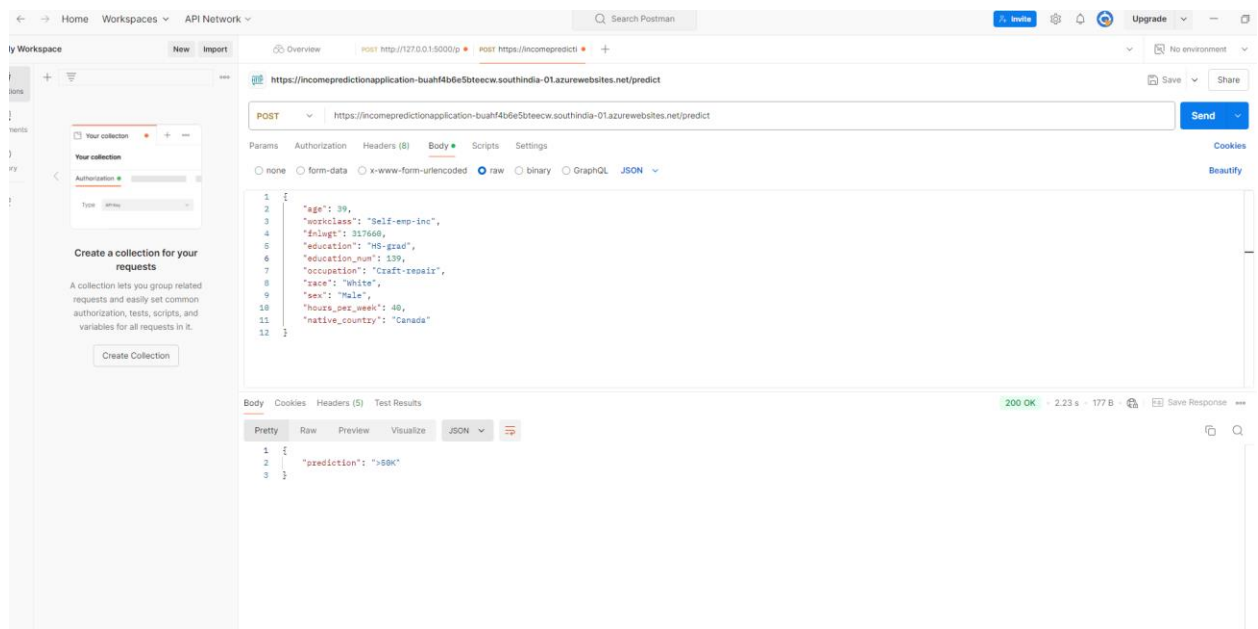 Home Workspaces API Network Search Postman Invite Upgrade
ly Workspace New Import Overview POST http://127.0.0.1:5000/p POST https://incomepredicti No environment
https://incomepredictionapplication-buahf4b6e5bteecw.southindia-01.azurewebsites.net/predict Save Share
POST https://incomepredictionapplication-buahf4b6e5bteecw.southindia-01.azurewebsites.net/predict Send
Params Authorization Headers (8) Body Scripts Settings Cookies
none form-data x-www-form-urlencoded raw binary GraphQL JSON Beautify
Your collection
Your collection
Authorization
Type API Key
Create a collection for your
requests
A collection lets you group related
requests and easily set common
authorization, tests, scripts, and
variables for all requests in it.
Create Collection
1 {
2 "age": 39,
3 "workclass": "Self-emp-inc",
4 "fnlwgt": 317660,
5 "education": "HS-grad",
6 "education_num": 139,
7 "occupation": "Craft-repair",
8 "race": "White",
9 "sex": "Male",
10 "hours_per_week": 40,
11 "native_country": "Canada"
12 }
Body Cookies Headers (5) Test Results 200 OK 2.23 s 177 B Save Response
Pretty Raw Preview Visualize JSON
1 {
2 "prediction": ">50K"
3 }